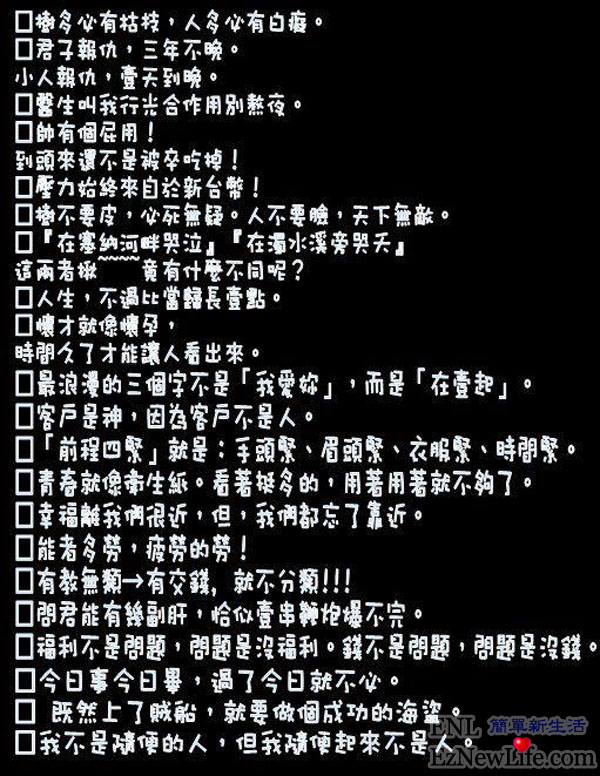 □樹多必有枯枝，人多必有白癡。
□君子報仇，三年不晚。
小人報仇，壹天到晚。
□醫生叫我行光合作用別熬夜。
□帥有個屁用！
到頭來還不是被卒吃掉！
□壓力始終來自於新台幣！
□樹不要皮，必死無疑。人不要臉，天下無敵。
□『在塞納河畔哭泣』『在濁水溪旁哭夭』
這兩者揪～～竟有什麼不同呢？
□人生，不過比當歸長壹點。
□懷才就像懷孕，
時間久了才能讓人看出來。
□最浪漫的三個字不是「我愛妳」，而是「在壹起」。
□客戶是神，因為客戶不是人。
□「前程四緊」就是：手頭緊、眉頭緊、衣服緊、時間緊。
□青春就像衛生紙。看著挺多的，用著用著就不夠了。
□幸福離我們很近，但，我們都忘了靠近。
□能者多勞，疲勞的勞！
□有教無類→有交錢, 就不分類!!!
□問君能有幾副肝，恰似壹串鞭炮爆不完。
□福利不是問題，問題是沒福利。錢不是問題，問題是沒錢。
□今日事今日畢，過了今日就不必。
□ 既然上了賊船，就要做個成功的海盜。
□我不是隨便的人，但我隨便起來不是人。
ENL 簡單新生活
EzNewLife.com